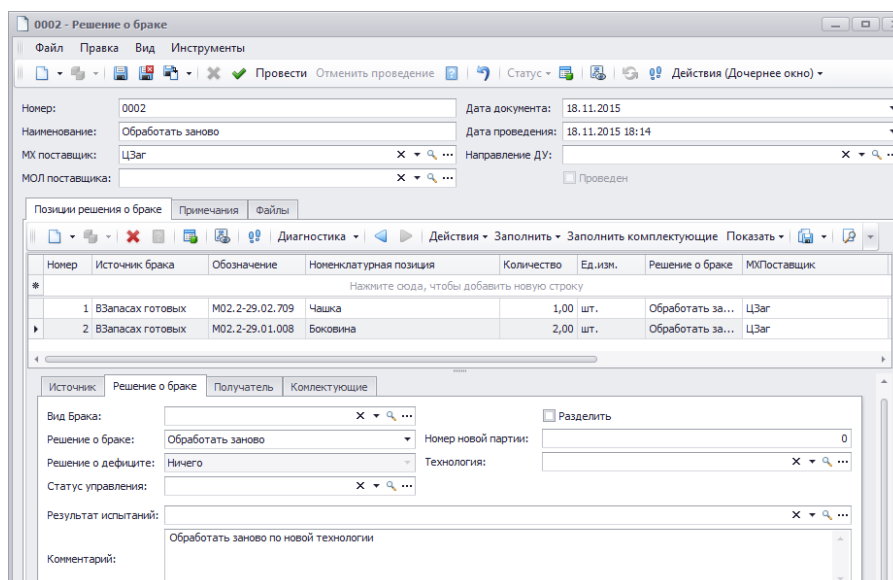 0002 - Решение о браке
Файл Правка Вид Инструменты
Провести Отменить проведение Статус Действия (Дочернее окно)
Номер: 0002 Дата документа: 18.11.2015
Наименование: Обработать заново Дата проведения: 18.11.2015 18:14
МХ поставщик: ЦЗаг Направление ДУ:
МОЛ поставщика: Проведен
Позиции решения о браке Примечания Файлы
Диагностика Действия Заполнить Заполнить комплектующие Показать
Номер Источник брака Обозначение Номенклатурная позиция Количество Ед.изм. Решение о браке МХПоставщик
Нажмите сюда, чтобы добавить новую строку
1 ВЗапасах готовых М02.2-29.02.709 Чашка 1,00 шт. Обработать за... ЦЗаг
2 ВЗапасах готовых М02.2-29.01.008 Боковина 2,00 шт. Обработать за... ЦЗаг
Источник Решение о браке Получатель Комлектующие
Вид Брака: Разделить
Решение о браке: Обработать заново Номер новой партии: 0
Решение о дефиците: Ничего Технология:
Статус управления:
Результат испытаний:
Обработать заново по новой технологии
Комментарий: